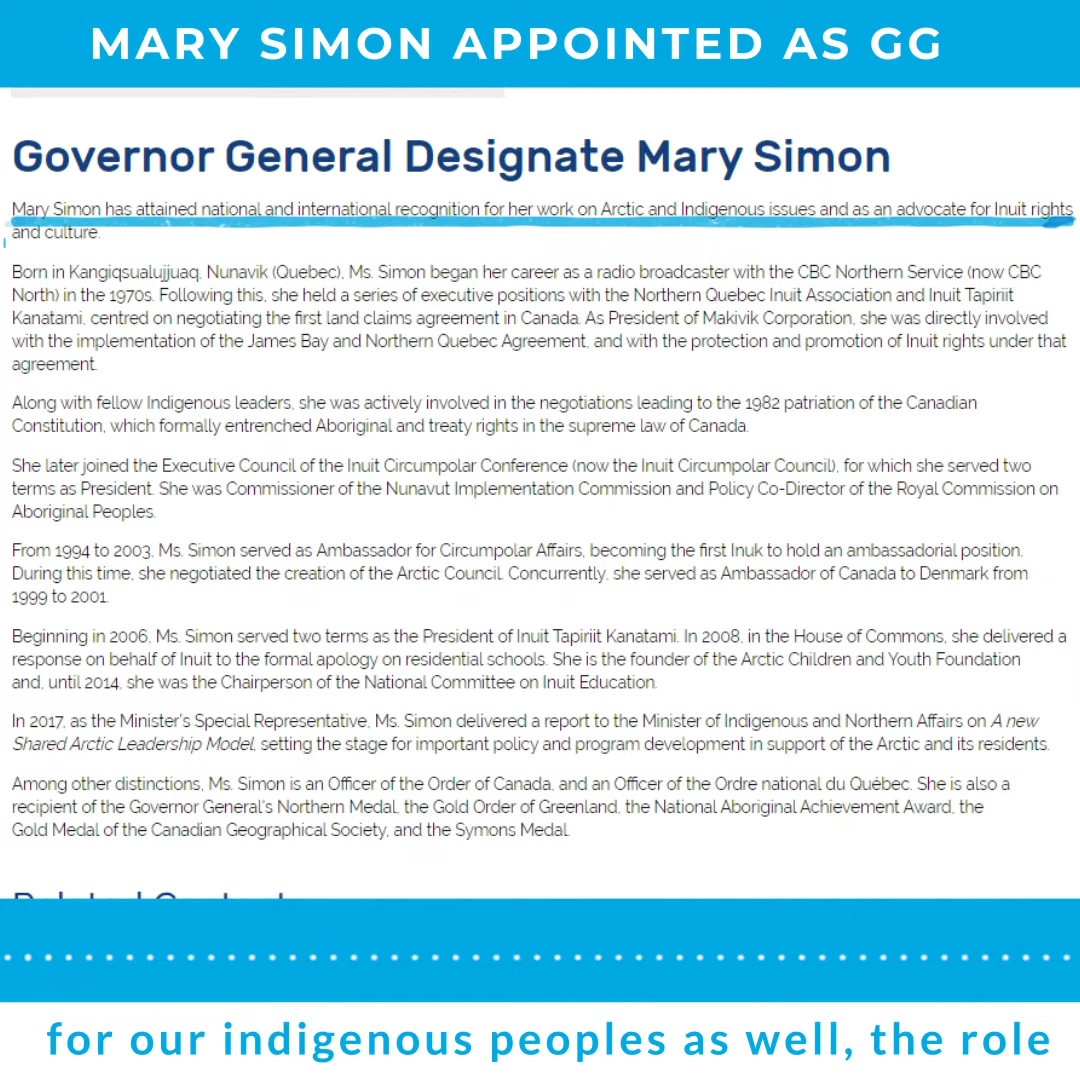 MARY SIMON APPOINTED AS GG
Governor General Designate Mary Simon
Mary Simon has attained national and international recognition for her work on Arctic and Indigenous issues and as an advocate for Inuit rights
and culture.
Born in Kangiqsualujjuaq, Nunavik (Quebec), Ms. Simon began her career as a radio broadcaster with the CBC Northern Service (now CBC
North) in the 1970s. Following this, she held a series of executive positions with the Northern Quebec Inuit Association and Inuit Tapiriit
Kanatami, centred on negotiating the first land claims agreement in Canada. As President of Makivik Corporation, she was directly involved
with the implementation of the James Bay and Northern Quebec Agreement, and with the protection and promotion of Inuit rights under that
agreement.
Along with fellow Indigenous leaders, she was actively involved in the negotiations leading to the 1982 patriation of the Canadian
Constitution, which formally entrenched Aboriginal and treaty rights in the supreme law of Canada.
She later joined the Executive Council of the Inuit Circumpolar Conference (now the Inuit Circumpolar Council), for which she served two
terms as President. She was Commissioner of the Nunavut Implementation Commission and Policy Co-Director of the Royal Commission on
Aboriginal Peoples.
From 1994 to 2003, Ms. Simon served as Ambassador for Circumpolar Affairs, becoming the first Inuk to hold an ambassadorial position.
During this time, she negotiated the creation of the Arctic Council. Concurrently, she served as Ambassador of Canada to Denmark from
1999 to 2001.
Beginning in 2006, Ms. Simon served two terms as the President of Inuit Tapiriit Kanatami. In 2008, in the House of Commons, she delivered a
response on behalf of Inuit to the formal apology on residential schools. She is the founder of the Arctic Children and Youth Foundation
and, until 2014, she was the Chairperson of the National Committee on Inuit Education.
In 2017, as the Minister's Special Representative, Ms. Simon delivered a report to the Minister of Indigenous and Northern Affairs on A new
Shared Arctic Leadership Model, setting the stage for important policy and program development in support of the Arctic and its residents.
Among other distinctions, Ms. Simon is an Officer of the Order of Canada, and an Officer of the Ordre national du Québec. She is also a
recipient of the Governor General's Northern Medal, the Gold Order of Greenland, the National Aboriginal Achievement Award, the
Gold Medal of the Canadian Geographical Society, and the Symons Medal.
for our indigenous peoples as well, the role